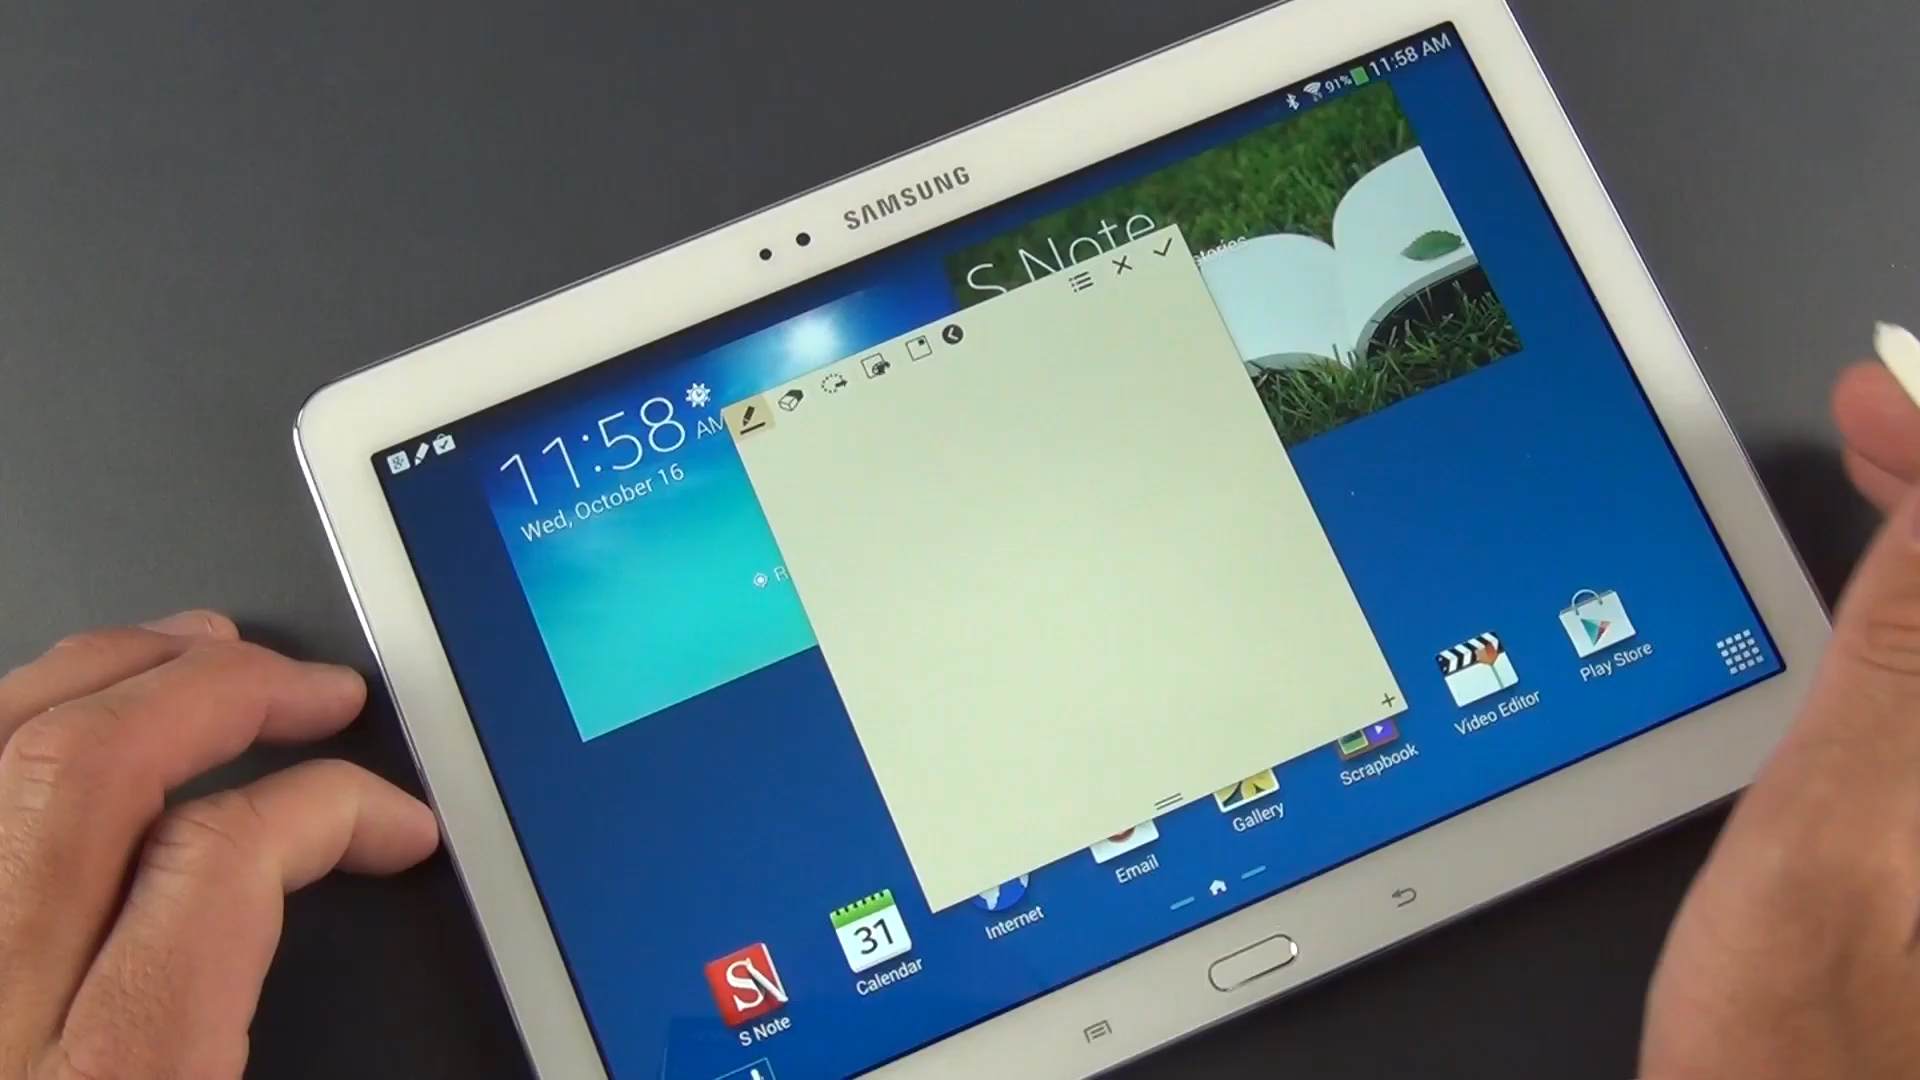 SAMSUNG
91% 11:58 AM
S Note
stories
11:58 AM
Wed, October 16
31
S Note
Calendar
Internet
Email
Gallery
Scrapbook
Video Editor
Play Store